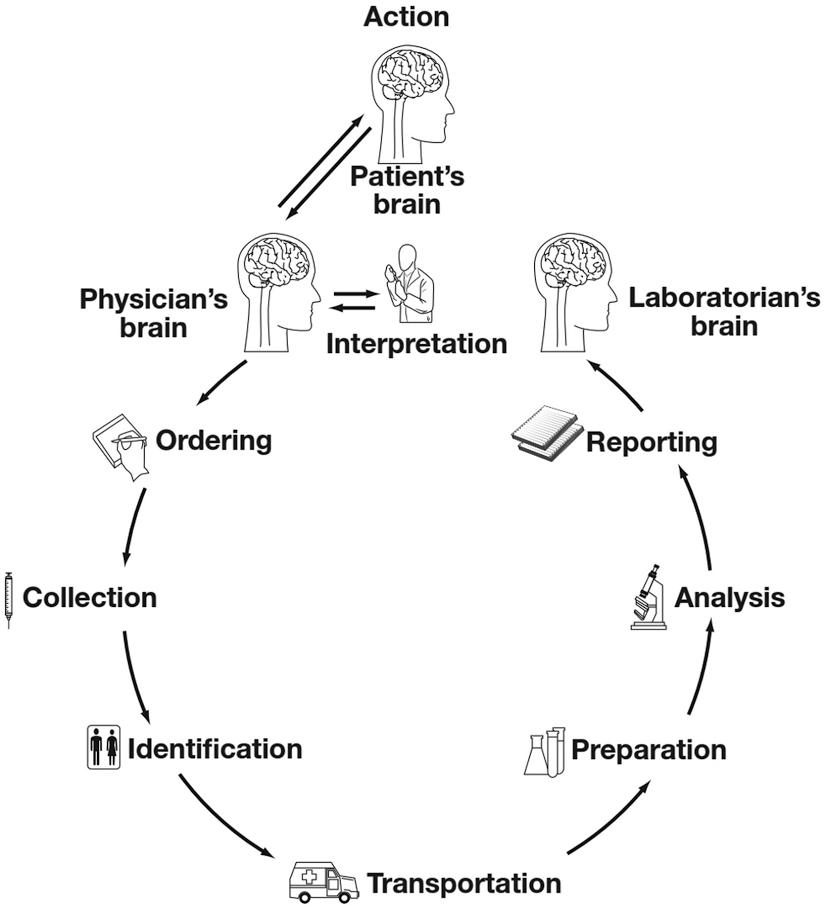 Action
Patient's
brain
Physician's
brain
Interpretation
Laboratorian's
brain
Ordering
Reporting
Collection
Analysis
Identification
Preparation
Transportation